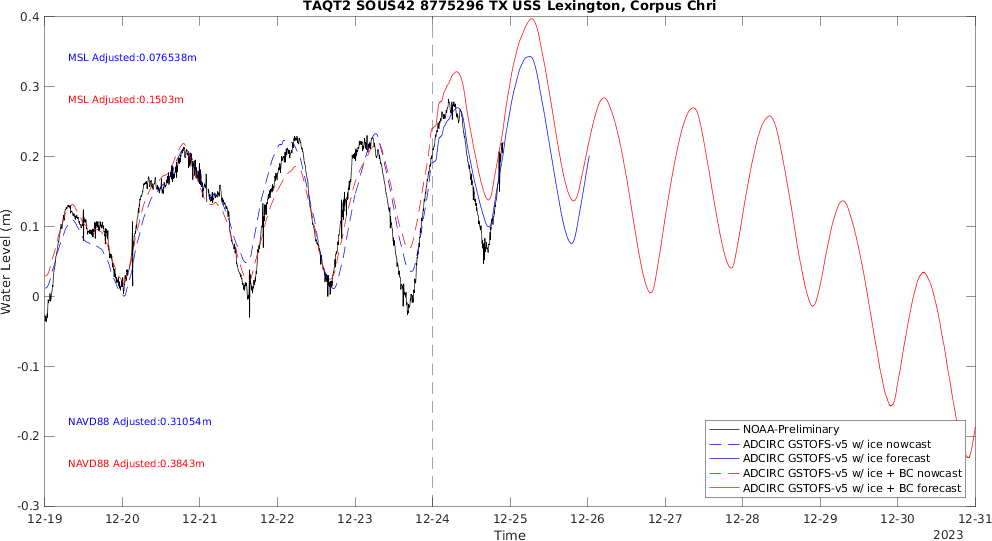 TAQT2 SOUS42 8775296 TX USS Lexington, Corpus Chri
Water Level (m)
0.4
0.3
0.2
0.1
0
-0.1
-0.2
-0.3
MSL Adjusted:0.076538m
MSL Adjusted:0.1503m
NAVD88 Adjusted:0.31054m
NAVD88 Adjusted:0.3843m
NOAA-Preliminary
ADCIRC GSTOFS-v5 w/ ice nowcast
ADCIRC GSTOFS-v5 w/ ice forecast
ADCIRC GSTOFS-v5 w/ ice + BC nowcast
ADCIRC GSTOFS-v5 w/ ice + BC forecast
12-19 12-20 12-21 12-22 12-23 12-24 12-25 12-26 12-27 12-28 12-29 12-30 12-31
Time
2023